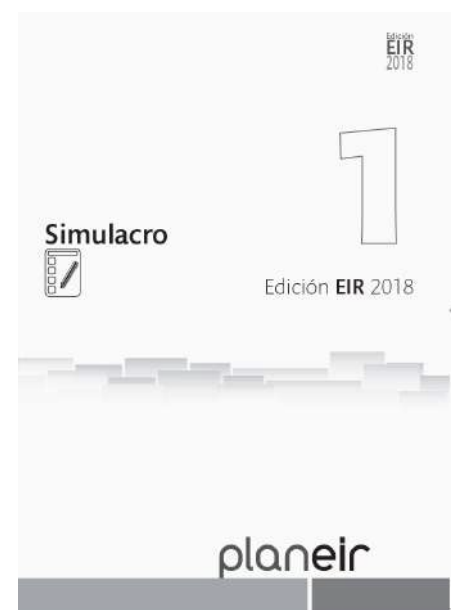 Edición
EIR
2018
1
Simulacro
Edición EIR 2018
planeir